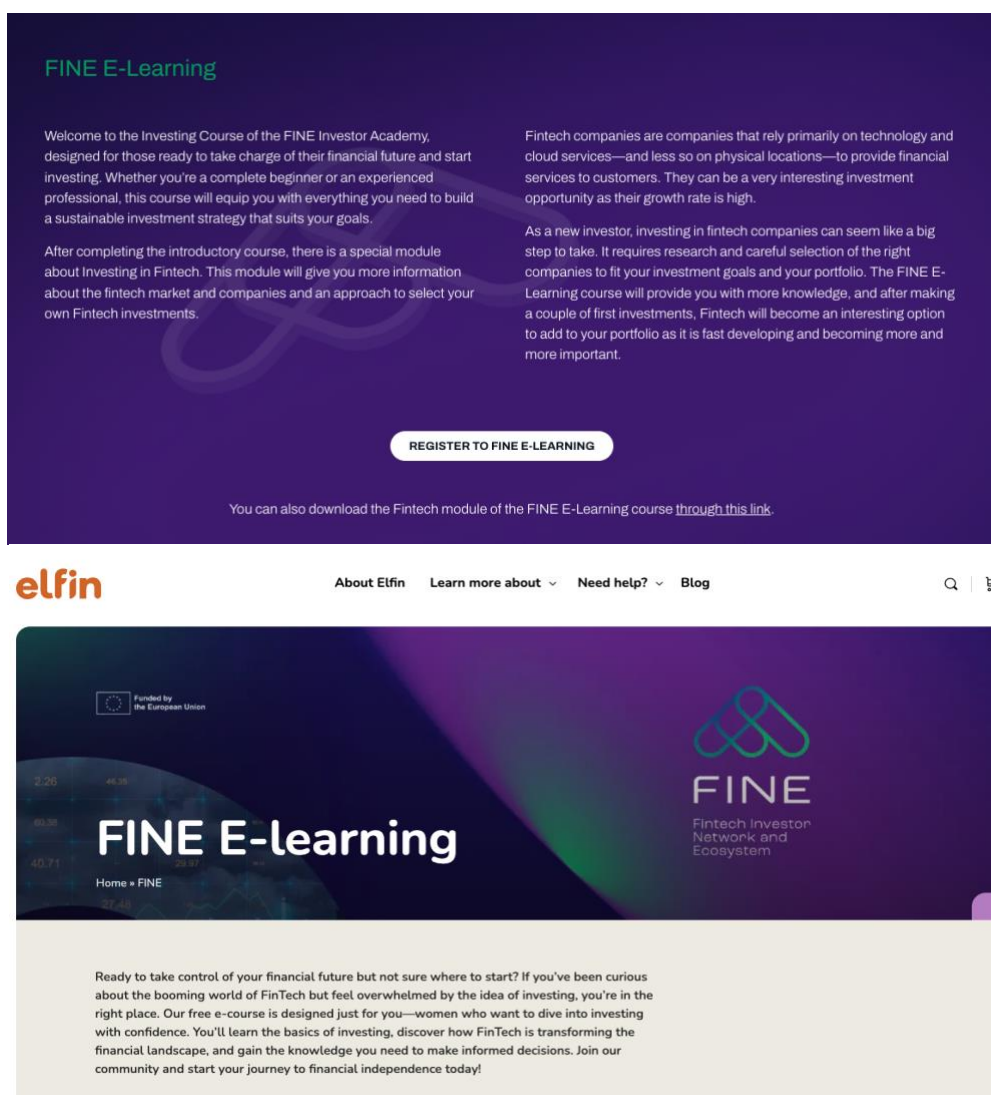 FINE E-Learning
Welcome to the Investing Course of the FINE Investor Academy,
designed for those ready to take charge of their financial future and start
investing. Whether you're a complete beginner or an experienced
professional, this course will equip you with everything you need to build
a sustainable investment strategy that suits your goals.
After completing the introductory course, there is a special module
about Investing in Fintech. This module will give you more information
about the fintech market and companies and an approach to select your
own Fintech investments.
Fintech companies are companies that rely primarily on technology and
cloud services—and less so on physical locations—to provide financial
services to customers. They can be a very interesting investment
opportunity as their growth rate is high.
As a new investor, investing in fintech companies can seem like a big
step to take. It requires research and careful selection of the right
companies to fit your investment goals and your portfolio. The FINE E-
Learning course will provide you with more knowledge, and after making
a couple of first investments, Fintech will become an interesting option
to add to your portfolio as it is fast developing and becoming more and
more important.
REGISTER TO FINE E-LEARNING
You can also download the Fintech module of the FINE E-Learning course through this link.
elfin
About Elfin Learn more about Need help? Blog
Funded by
the European Union
FINE
Fintech Investor
Network and
Ecosystem
2.26 46.35
60.38
40.71 29.87
27.48
FINE E-learning
Home » FINE
Ready to take control of your financial future but not sure where to start? If you've been curious
about the booming world of FinTech but feel overwhelmed by the idea of investing, you're in the
right place. Our free e-course is designed just for you—women who want to dive into investing
with confidence. You'll learn the basics of investing, discover how FinTech is transforming the
financial landscape, and gain the knowledge you need to make informed decisions. Join our
community and start your journey to financial independence today!